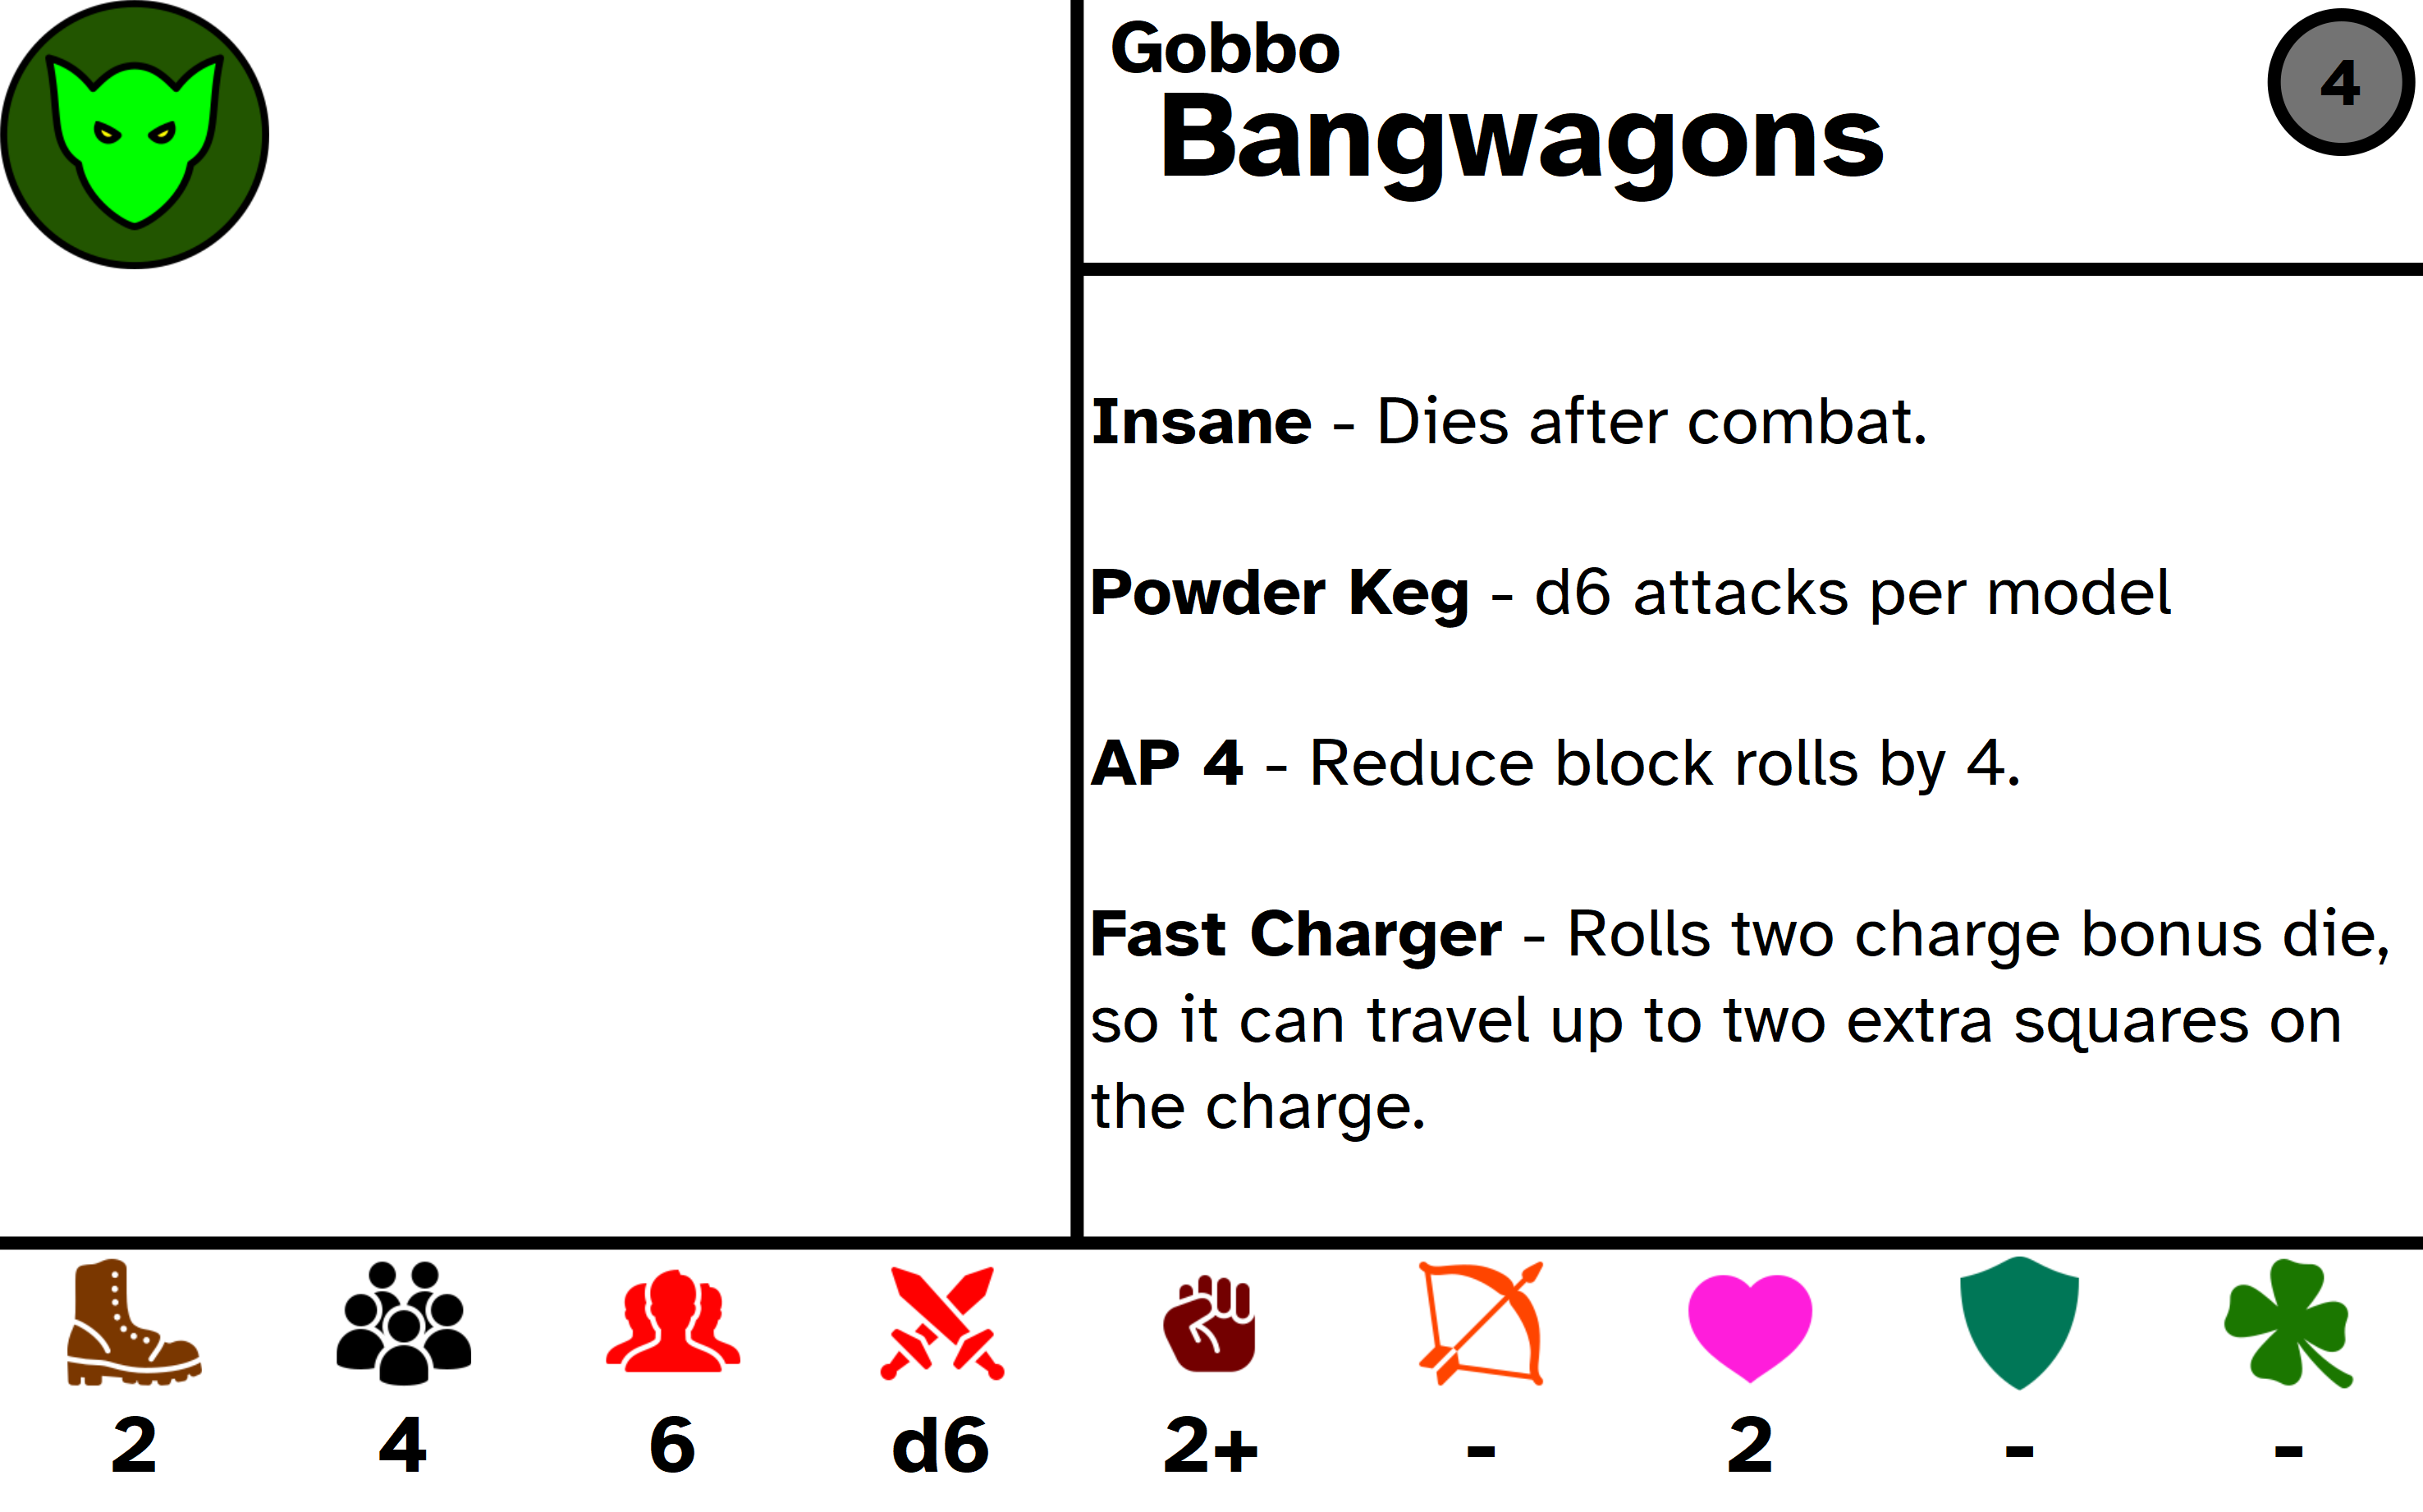 Gobbo
4
Bangwagons
Insane - Dies after combat.
Powder Keg - d6 attacks per model
AP 4 - Reduce block rolls by 4.
Fast Charger - Rolls two charge bonus die,
so it can travel up to two extra squares on
the charge.
2 4 6 d6 2+ - 2 - -